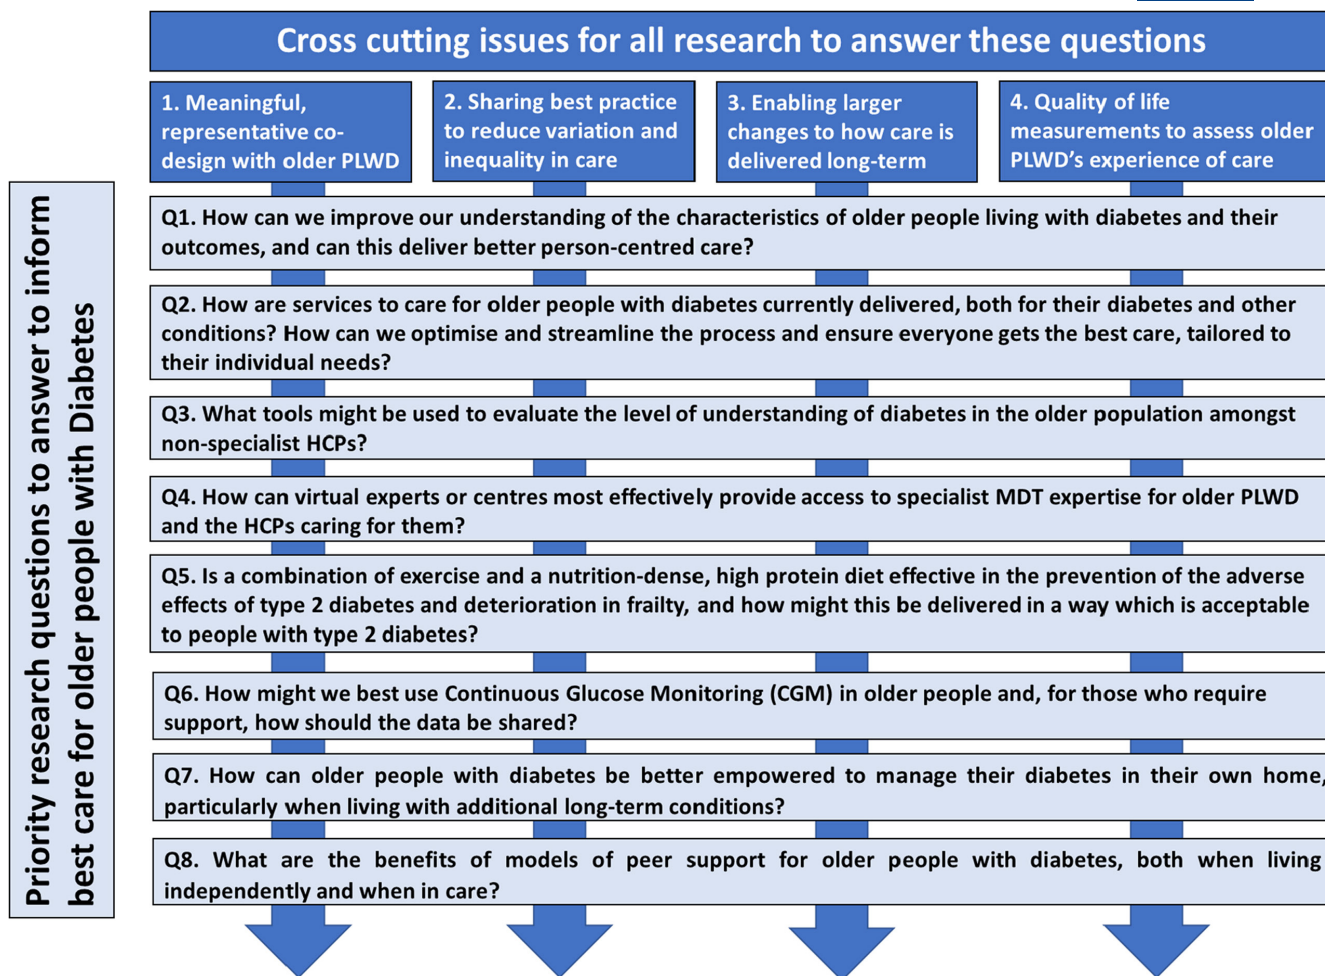 Cross cutting issues for all research to answer these questions
1. Meaningful,
representative co-
design with older PLWD
2. Sharing best practice
to reduce variation and
inequality in care
3. Enabling larger
changes to how care is
delivered long-term
4. Quality of life
measurements to assess older
PLWD's experience of care
Priority research questions to answer to inform
best care for older people with Diabetes
Q1. How can we improve our understanding of the characteristics of older people living with diabetes and their
outcomes, and can this deliver better person-centred care?
Q2. How are services to care for older people with diabetes currently delivered, both for their diabetes and other
conditions? How can we optimise and streamline the process and ensure everyone gets the best care, tailored to
their individual needs?
Q3. What tools might be used to evaluate the level of understanding of diabetes in the older population amongst
non-specialist HCPs?
Q4. How can virtual experts or centres most effectively provide access to specialist MDT expertise for older PLWD
and the HCPs caring for them?
Q5. Is a combination of exercise and a nutrition-dense, high protein diet effective in the prevention of the adverse
effects of type 2 diabetes and deterioration in frailty, and how might this be delivered in a way which is acceptable
to people with type 2 diabetes?
Q6. How might we best use Continuous Glucose Monitoring (CGM) in older people and, for those who require
support, how should the data be shared?
Q7. How can older people with diabetes be better empowered to manage their diabetes in their own home,
particularly when living with additional long-term conditions?
Q8. What are the benefits of models of peer support for older people with diabetes, both when living
independently and when in care?